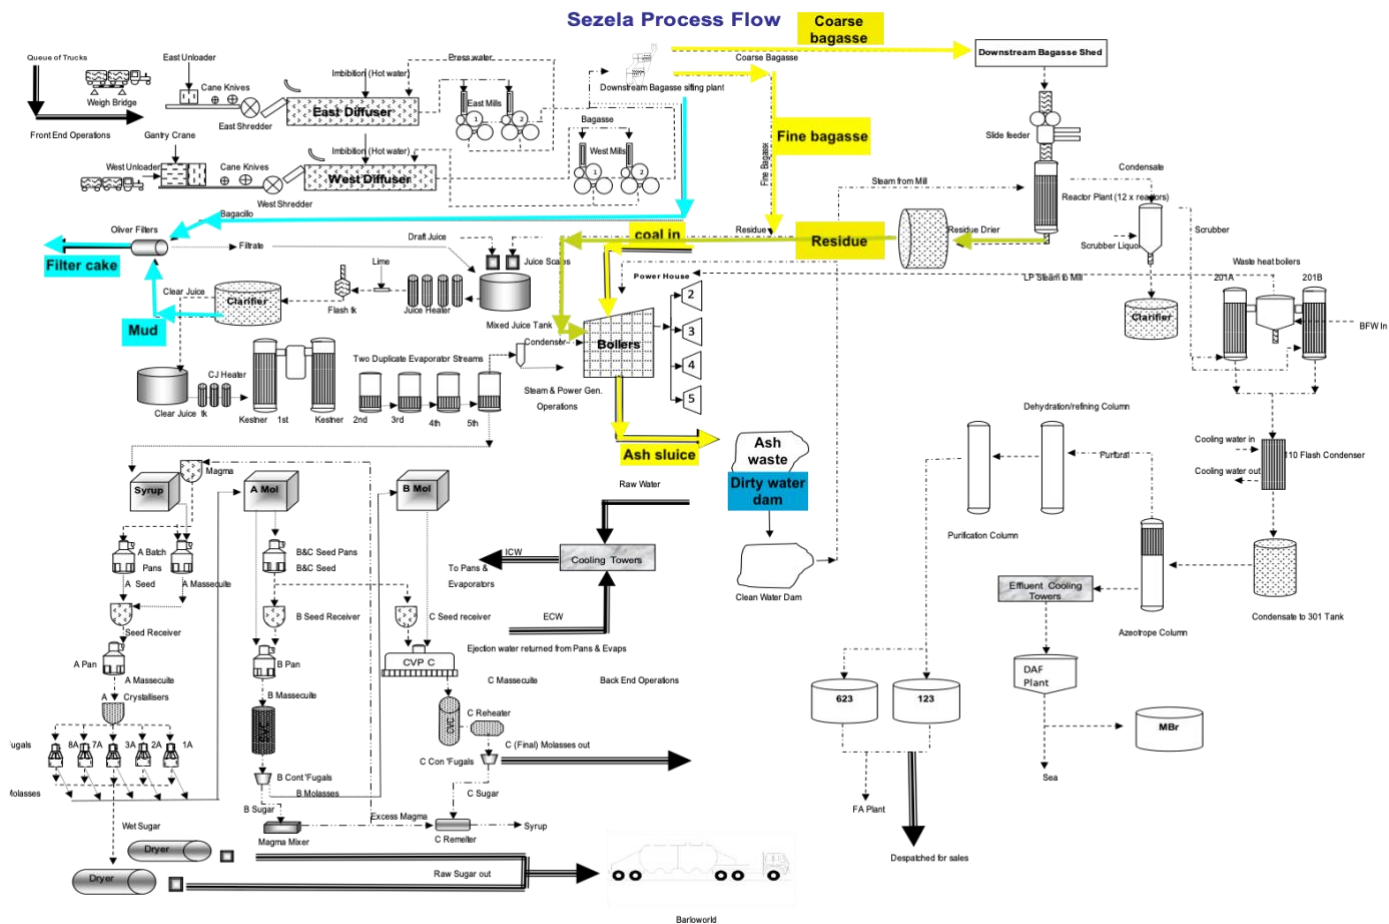 Sezela Process Flow
Coarse
bagasse
Queue of Trucks
East Unloader
Weigh Bridge
Cane Knives
Imbibition (Hot water)
Press water
East Diffuser
East Shredder
East Mills
1
2
Front End Operations
Gantry Crane
Downstream Bagasse sifting plant
Coarse Bagasse
Downstream Bagasse Shed
Fine bagasse
Fine Bagasse
Slide feeder
Bagasse
West Unloader
Cane Knives
Imbibition (Hot water)
West Diffuser
West Shredder
West Mills
1
2
Condensate
Steam from Mill
Reactor Plant (12 x reactors)
Bagacillo
Oliver Filters
Filtrate
Draft Juice
Juice Scales
coal in
Residue
Residue
Residue Drier
Scrubber Liquor
Scrubber
Filter cake
Lime
Clear Juice
Clarifier
Flash tk
Juice Heater
Mixed Juice Tank
Power House
LP Steam to Mill
Waste heat boilers
201A
201B
BFW In
Clarifier
Mud
Condenser
Boilers
2
3
4
5
CJ Heater
Clear Juice tk
Kestner
1st
Kestner
Two Duplicate Evaporator Streams
2nd
3rd
4th
5th
Steam & Power Gen.
Operations
Ash sluice
Ash
waste
Dirty water
dam
Clean Water Dam
Dehydration/refining Column
Furfural
Purification Column
Cooling water in
Cooling water out
110 Flash Condenser
Azeotrope Column
Condensate to 301 Tank
Effluent Cooling
Towers
DAF
Plant
MBr
Sea
623
123
FA Plant
Despatched for sales
Raw Water
ICW
Cooling Towers
To Pans &
Evaporators
ECW
Ejection water returned from Pans & Evaps
Back End Operations
Magma
Syrup
A Mol
B Mol
A Batch
Pans
A Seed
A Massecuite
B&C Seed Pans
B&C Seed
Seed Receiver
B Seed Receiver
C Seed receiver
A Pan
A Massecuite
A Crystallisers
B Pan
B Massecuite
CVP C
C Massecuite
BVC
CVC
C Reheater
C (Final) Molasses out
C Con 'Fugals
Fugals
8A
7A
3A
2A
1A
Molasses
B Cont 'Fugals
B Molasses
B Sugar
C Sugar
Wet Sugar
Magma Mixer
Excess Magma
C Remelter
Syrup
Dryer
Dryer
Raw Sugar out
Barloworld